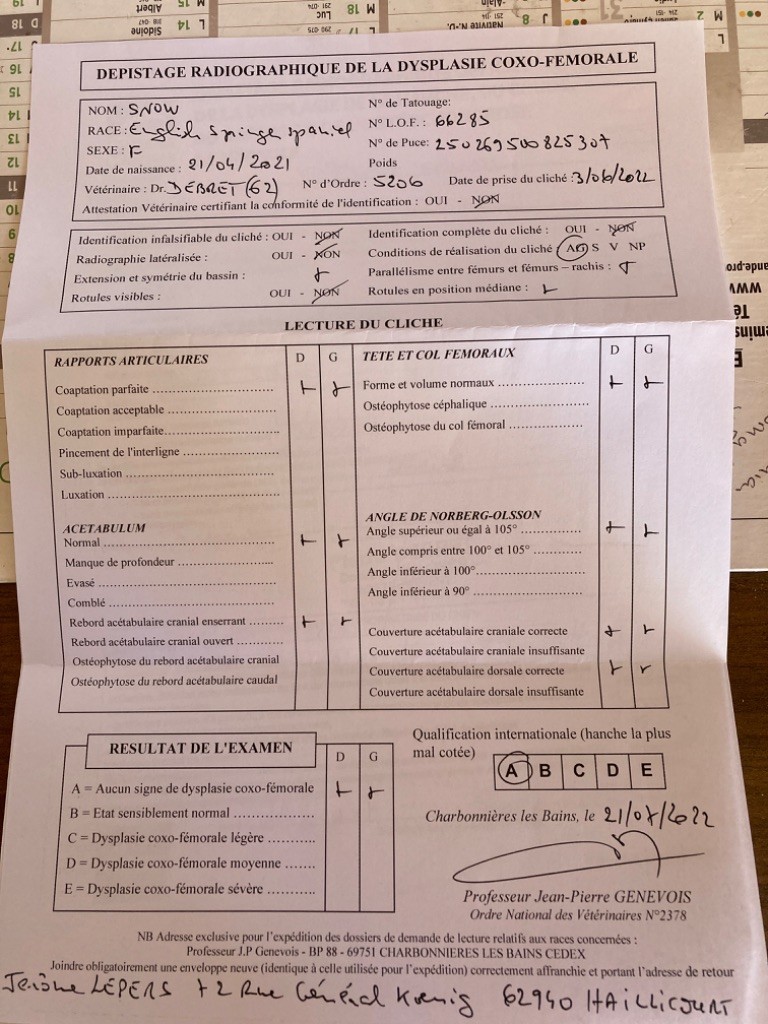 DEPISTAGE RADIOGRAPHIQUE DE LA DYSPLASIE COXO-FEMORALE
NOM : SNOW
N° de Tatouage:
RACE : English Springer spaniel
N° L.O.F. : 66285
SEXE : F
N° de Puce: 250269500825307
Date de naissance : 21/04/2021
Poids
Vétérinaire : Dr. DEBRET (62) N° d'Ordre : 5206 Date de prise du cliché : 3/06/2022
Attestation Vétérinaire certifiant la conformité de l'identification : OUI - NON
Identification infalsifiable du cliché : OUI - NON
Identification complète du cliché : OUI - NON
Radiographie latéralisée : OUI - NON
Conditions de réalisation du cliché : AG S V NP
Extension et symétrie du bassin : +
Parallélisme entre fémurs et fémurs – rachis : +
Rotules visibles : OUI - NON
Rotules en position médiane : +
LECTURE DU CLICHE
RAPPORTS ARTICULAIRES D G
Coaptation parfaite ................................ + +
Coaptation acceptable ............................
Coaptation imparfaite..............................
Pincement de l'interligne ........................
Sub-luxation ........................................
Luxation ..............................................
TETE ET COL FEMORAUX D G
Forme et volume normaux ...................... + +
Ostéophytose céphalique .........................
Ostéophytose du col fémoral ...................
ACETABULUM
Normal ................................................ + +
Manque de profondeur ..........................
Evasé ..................................................
Comblé ................................................
Rebord acétabulaire cranial enserrant ......... + +
Rebord acétabulaire cranial ouvert ............
Ostéophytose du rebord acétabulaire cranial
Ostéophytose du rebord acétabulaire caudal
ANGLE DE NORBERG-OLSSON
Angle supérieur ou égal à 105° ............... + +
Angle compris entre 100° et 105° ............
Angle inférieur à 100°...........................
Angle inférieur à 90° ............................
Couverture acétabulaire craniale correcte + +
Couverture acétabulaire craniale insuffisante
Couverture acétabulaire dorsale correcte + +
Couverture acétabulaire dorsale insuffisante
RESULTAT DE L'EXAMEN D G
A = Aucun signe de dysplasie coxo-fémorale + +
B = Etat sensiblement normal ....................
C = Dysplasie coxo-fémorale légère ...........
D = Dysplasie coxo-fémorale moyenne .......
E = Dysplasie coxo-fémorale sévère ...........
Qualification internationale (hanche la plus
mal cotée)
A B C D E
Charbonnières les Bains, le 21/07/2022
Professeur Jean-Pierre GENEVOIS
Ordre National des Vétérinaires N°2378
NB Adresse exclusive pour l'expédition des dossiers de demande de lecture relatifs aux races concernées :
Professeur J.P Genevois - BP 88 - 69751 CHARBONNIERES LES BAINS CEDEX
Joindre obligatoirement une enveloppe neuve (identique à celle utilisée pour l'expédition) correctement affranchie et portant l'adresse de retour
Jérôme LEPERS 72 Rue Général Koenig 62940 HAILLICOURT